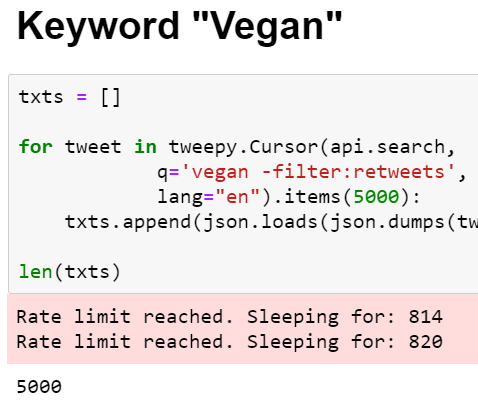 Keyword "Vegan"
txts = []
for tweet in tweepy.Cursor(api.search,
q='vegan -filter:retweets',
lang="en").items(5000):
txts.append(json.loads(json.dumps(tw
len(txts)
Rate limit reached. Sleeping for: 814
Rate limit reached. Sleeping for: 820
5000